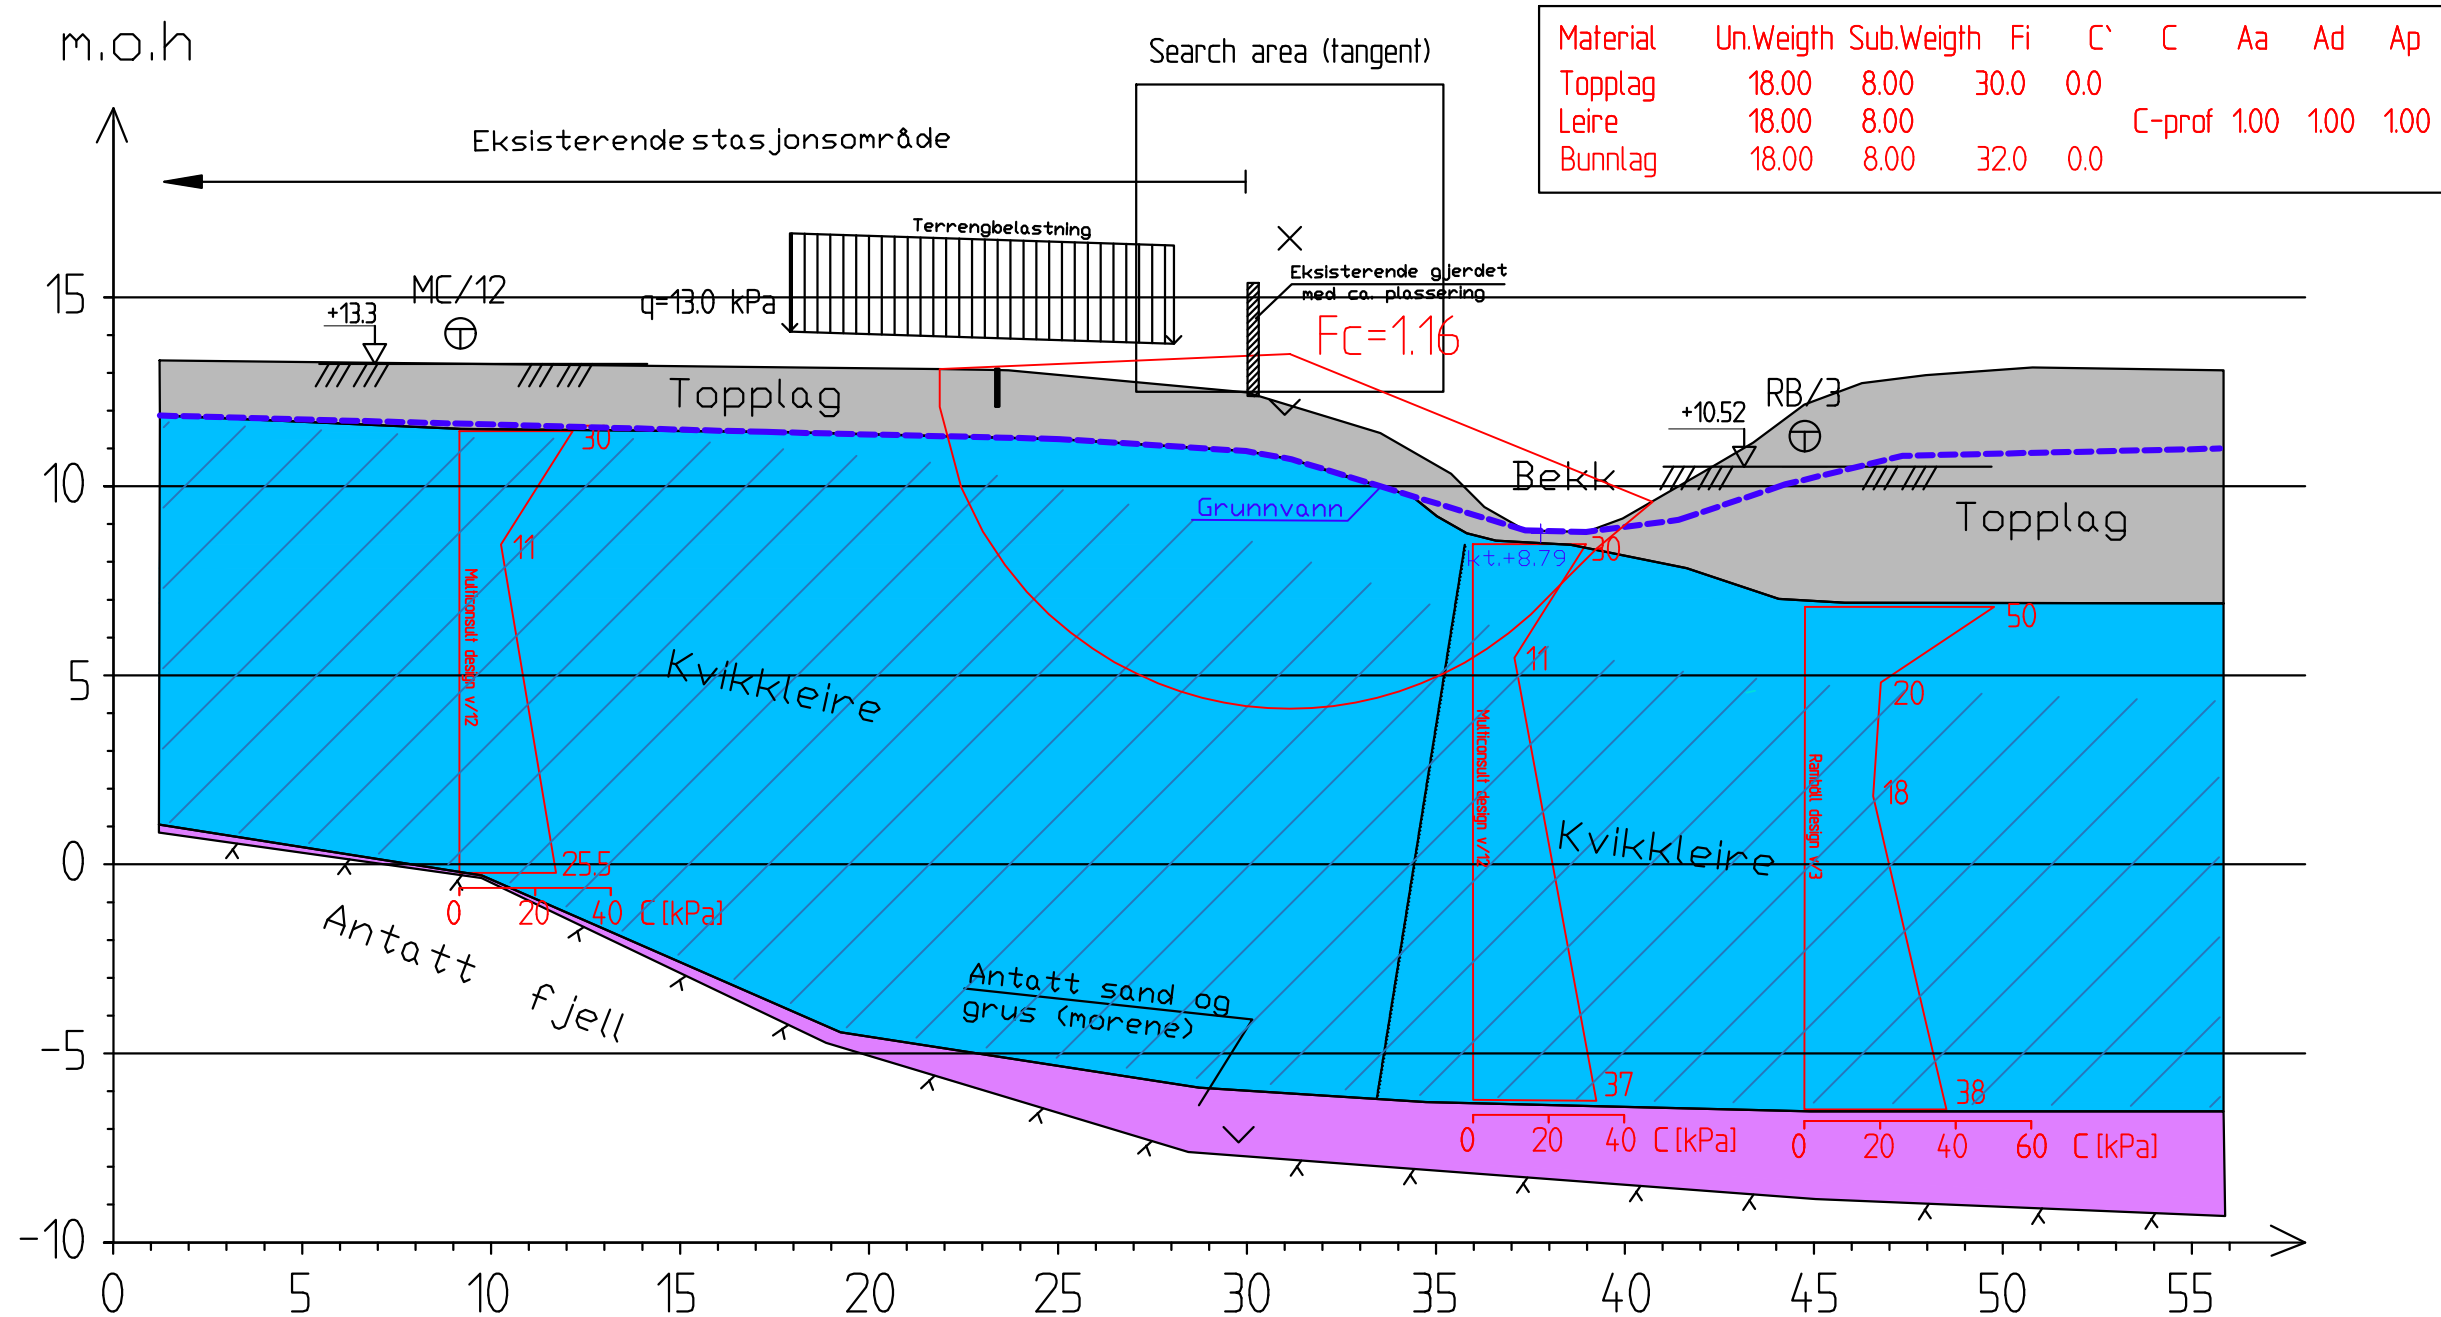 m.o.h
Search area (tangent)
Material Un.Weigth Sub.Weigth Fi C` C Aa Ad Ap
Topplag 18.00 8.00 30.0 0.0
Leire 18.00 8.00 C-prof 1.00 1.00 1.00
Bunnlag 18.00 8.00 32.0 0.0
Eksisterende stasjonsområde
Terrengbelastning
q=13.0 kPa
MC/12
+13.3
Eksisterende gjerdet
med ca. plassering
Fc=1.16
RB/3
+10.52
Topplag
Bekk
Grunnvann
kt.+8.79
Topplag
30
11
25.5
Multiconsult design v/12
0 20 40 C [kPa]
30
11
37
Multiconsult design v/12
0 20 40 C [kPa]
50
20
18
38
Rambøll design v/3
0 20 40 60 C [kPa]
Kvikkleire
Kvikkleire
Antatt fjell
Antatt sand og
grus (morene)
15
10
5
0
-5
-10
0 5 10 15 20 25 30 35 40 45 50 55